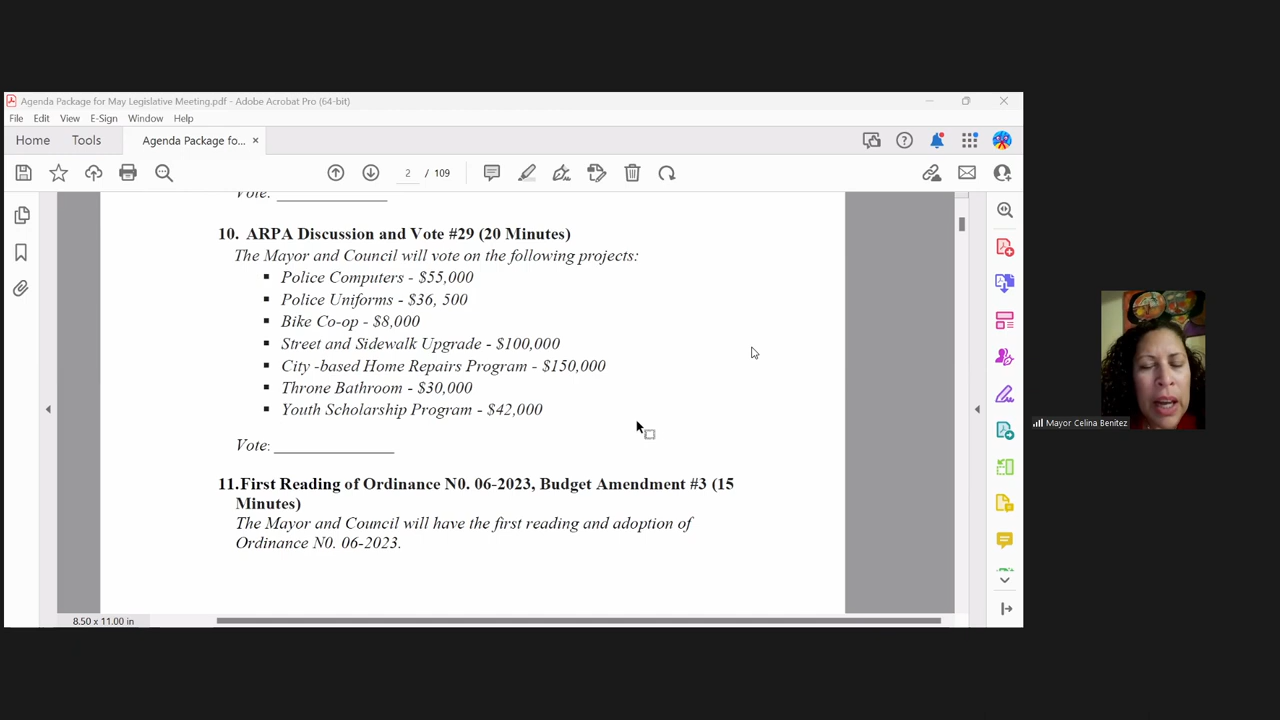 Agenda Package for May Legislative Meeting.pdf - Adobe Acrobat Pro (64-bit)
File Edit View E-Sign Window Help
Home Tools Agenda Package fo... ×
2 / 109
Vote: ______________
10. ARPA Discussion and Vote #29 (20 Minutes)
The Mayor and Council will vote on the following projects:
▪ Police Computers - $55,000
▪ Police Uniforms - $36, 500
▪ Bike Co-op - $8,000
▪ Street and Sidewalk Upgrade - $100,000
▪ City -based Home Repairs Program - $150,000
▪ Throne Bathroom - $30,000
▪ Youth Scholarship Program - $42,000
Vote: _______________
11.First Reading of Ordinance N0. 06-2023, Budget Amendment #3 (15
Minutes)
The Mayor and Council will have the first reading and adoption of
Ordinance N0. 06-2023.
8.50 x 11.00 in
Mayor Celina Benitez